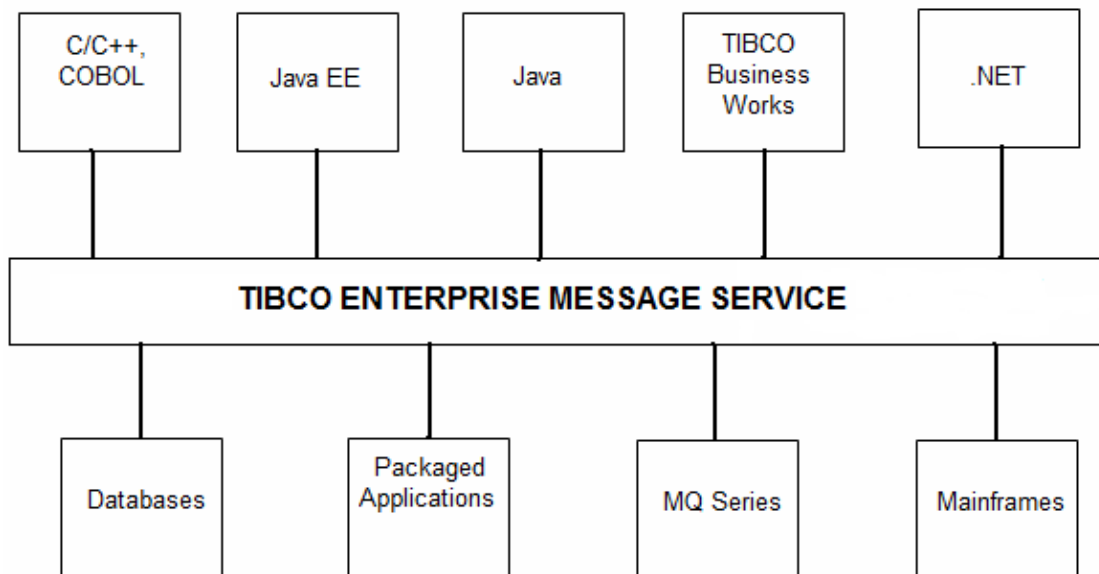 C/C++,
COBOL
Java EE
Java
TIBCO
Business
Works
.NET
TIBCO ENTERPRISE MESSAGE SERVICE
Databases
Packaged
Applications
MQ Series
Mainframes